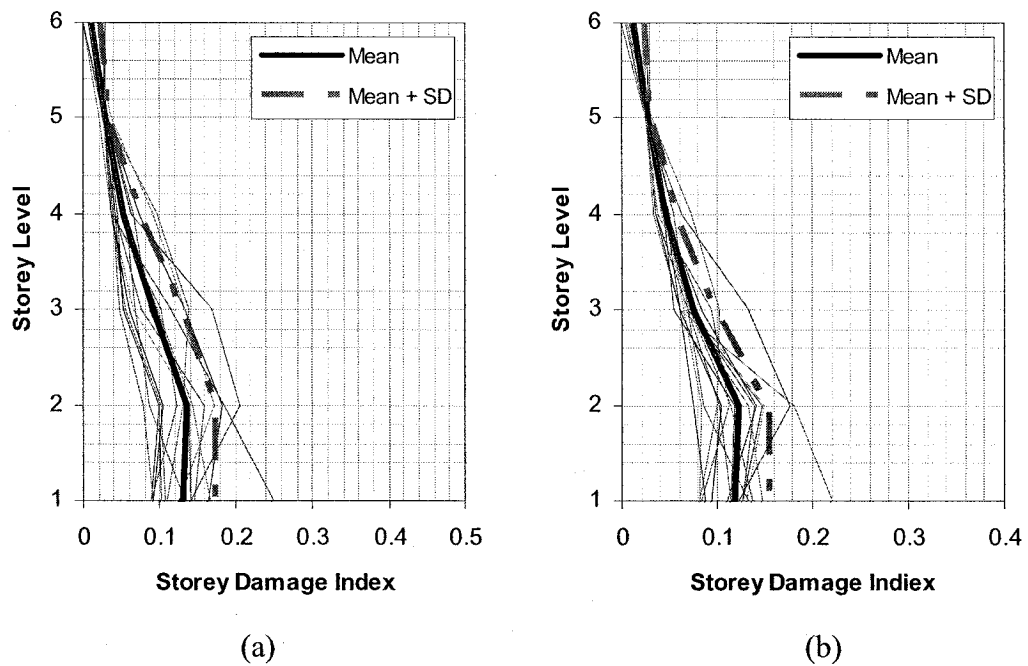 6
5
4
3
2
1
Storey Level
Mean
Mean + SD
0
0.1
0.2
0.3
0.4
0.5
Storey Damage Index
(a)
6
5
4
3
2
1
Storey Level
Mean
Mean + SD
0
0.1
0.2
0.3
0.4
Storey Damage Indiex
(b)